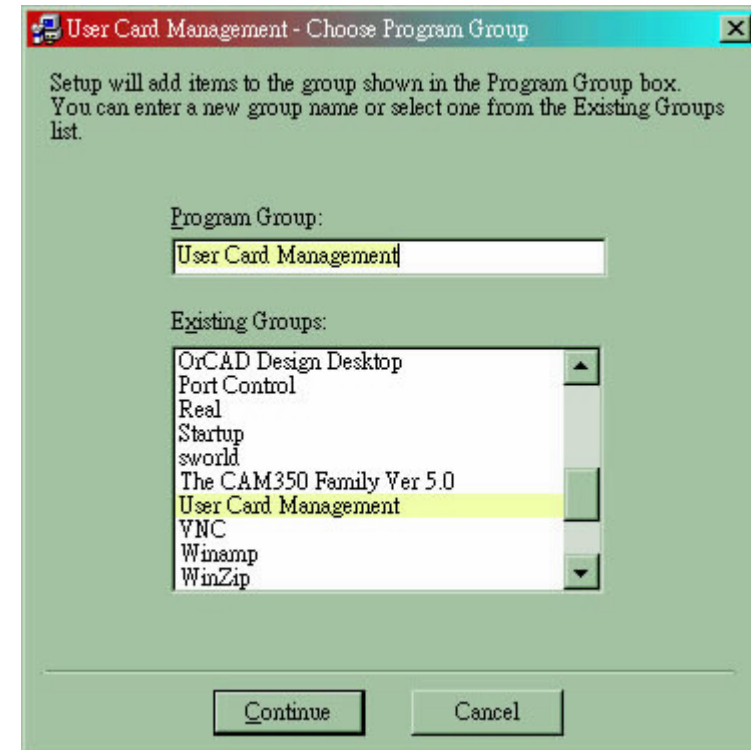 User Card Management - Choose Program Group
Setup will add items to the group shown in the Program Group box.
You can enter a new group name or select one from the Existing Groups
list.
Program Group:
User Card Management
Existing Groups:
OrCAD Design Desktop
Port Control
Real
Startup
sworld
The CAM350 Family Ver 5.0
User Card Management
VNC
Winamp
WinZip
Continue
Cancel